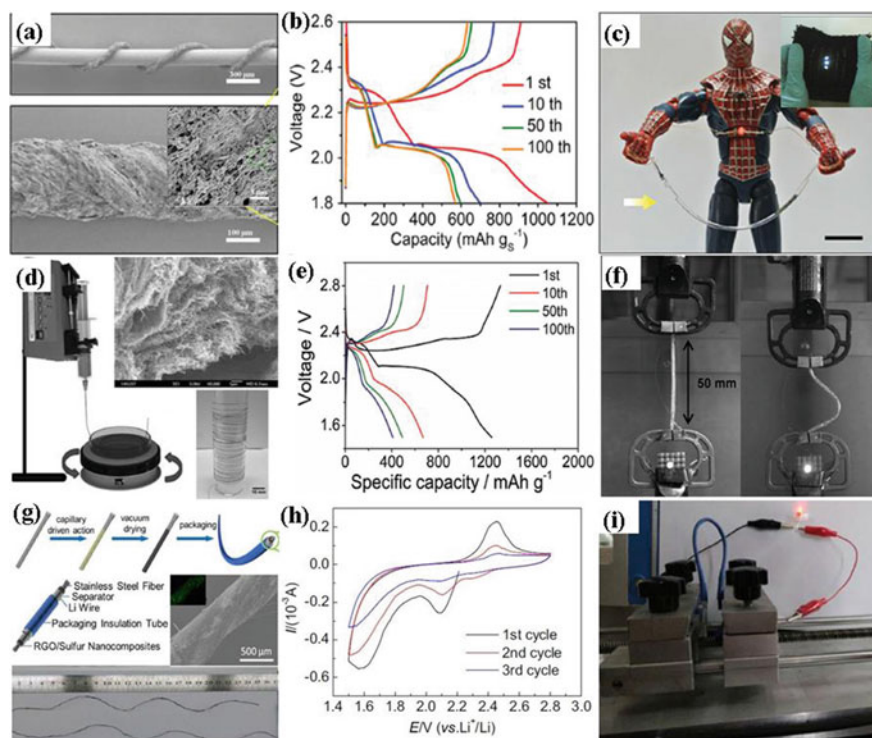 (a)
500 μm
100 μm
(b)
Voltage (V)
2.6
2.4
2.2
2.0
1.8
1 st
10 th
50 th
100 th
0 200 400 600 800 1000 1200
Capacity (mAh gS-1)
(c)
(d)
(e)
Voltage / V
2.8
2.4
2.0
1.6
1st
10th
50th
100th
0 400 800 1200 1600 2000
Specific capacity / mAh g-1
(f)
50 mm
(g)
capillary
driven action
vacuum
drying
packaging
Stainless Steel Fiber
Separator
Li Wire
Packaging Insulation Tube
RGO/Sulfur Nanocomposites
500 μm
(h)
I/(10-3A)
0.2
0.0
-0.2
-0.4
-0.6
1st cycle
2nd cycle
3rd cycle
1.4 1.6 1.8 2.0 2.2 2.4 2.6 2.8 3.0
E/V (vs.Li+/Li)
(i)